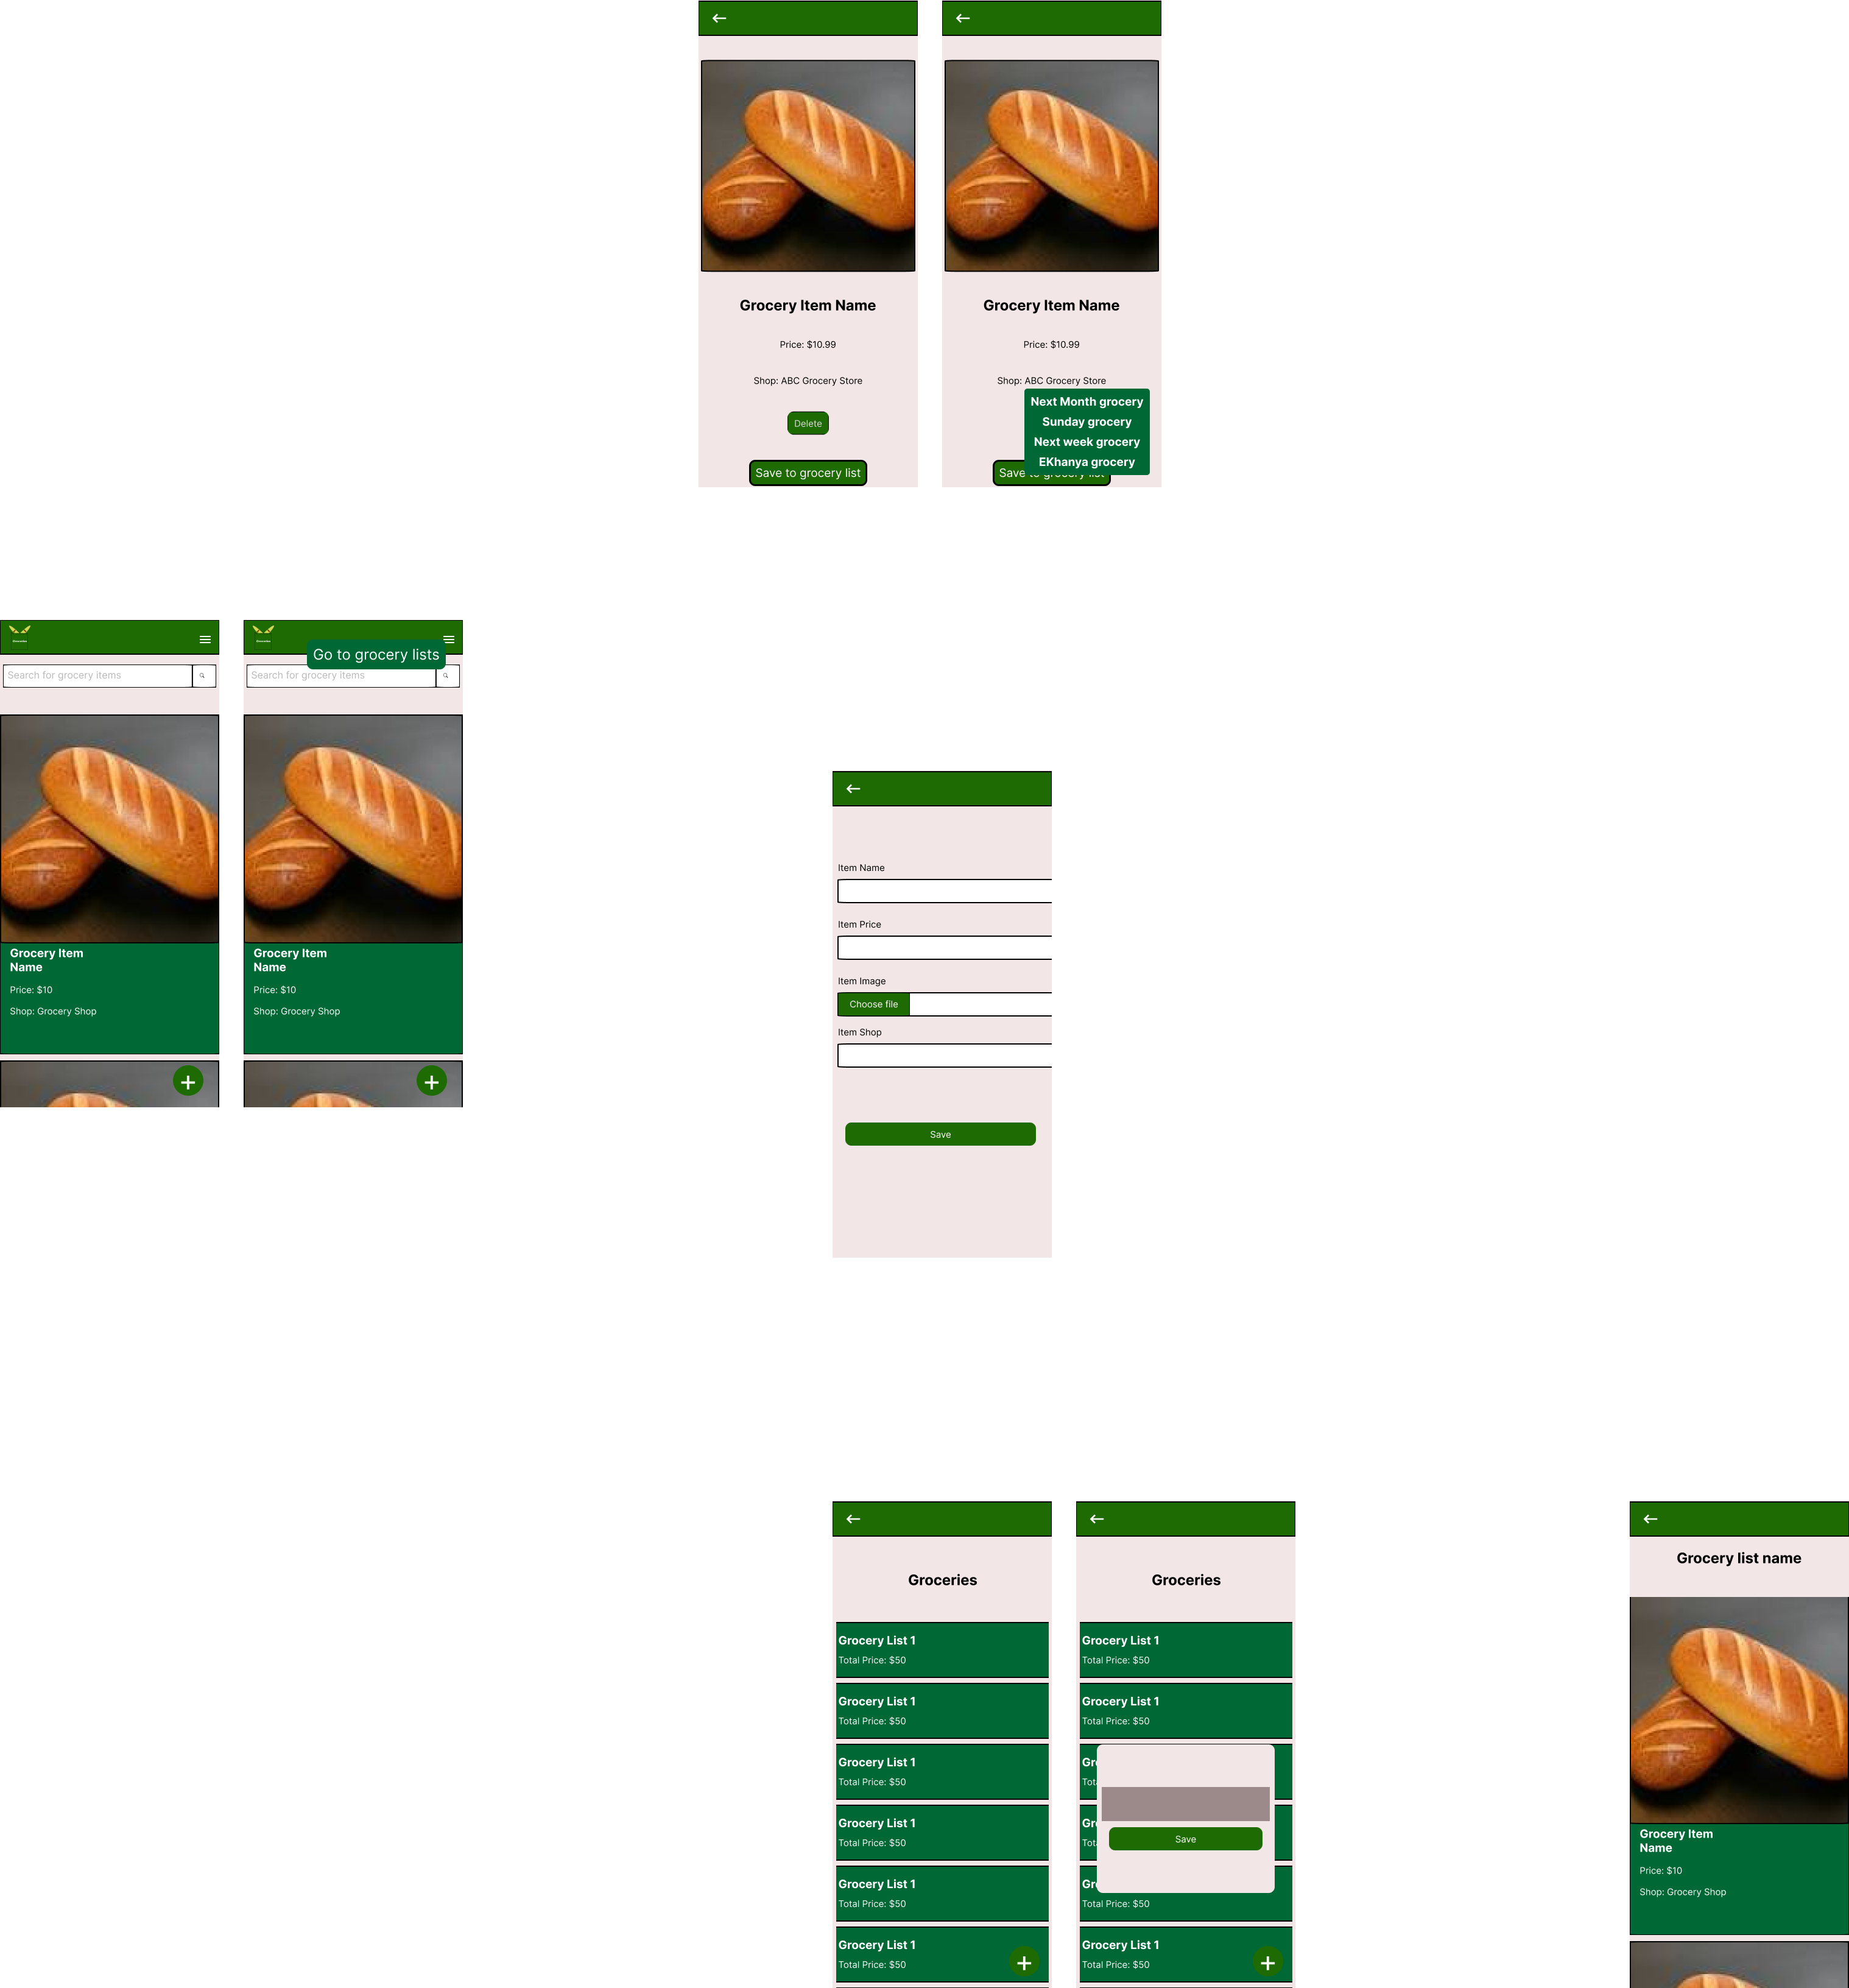 Grocery Item Name
Price: $10.99
Shop: ABC Grocery Store
Delete
Save to grocery list
Grocery Item Name
Price: $10.99
Shop: ABC Grocery Store
Next Month grocery
Sunday grocery
Next week grocery
EKhanya grocery
Save to grocery list
Groceries
Search for grocery items
Grocery Item
Name
Price: $10
Shop: Grocery Shop
+
Groceries
Go to grocery lists
Search for grocery items
Grocery Item
Name
Price: $10
Shop: Grocery Shop
+
Item Name
Item Price
Item Image
Choose file
Item Shop
Save
Groceries
Grocery List 1
Total Price: $50
Grocery List 1
Total Price: $50
Grocery List 1
Total Price: $50
Grocery List 1
Total Price: $50
Grocery List 1
Total Price: $50
Grocery List 1
Total Price: $50
+
Groceries
Grocery List 1
Total Price: $50
Grocery List 1
Total Price: $50
Gr
Tot
Gr
Tot
Save
Gr
Total Price: $50
Grocery List 1
Total Price: $50
+
Grocery list name
Grocery Item
Name
Price: $10
Shop: Grocery Shop